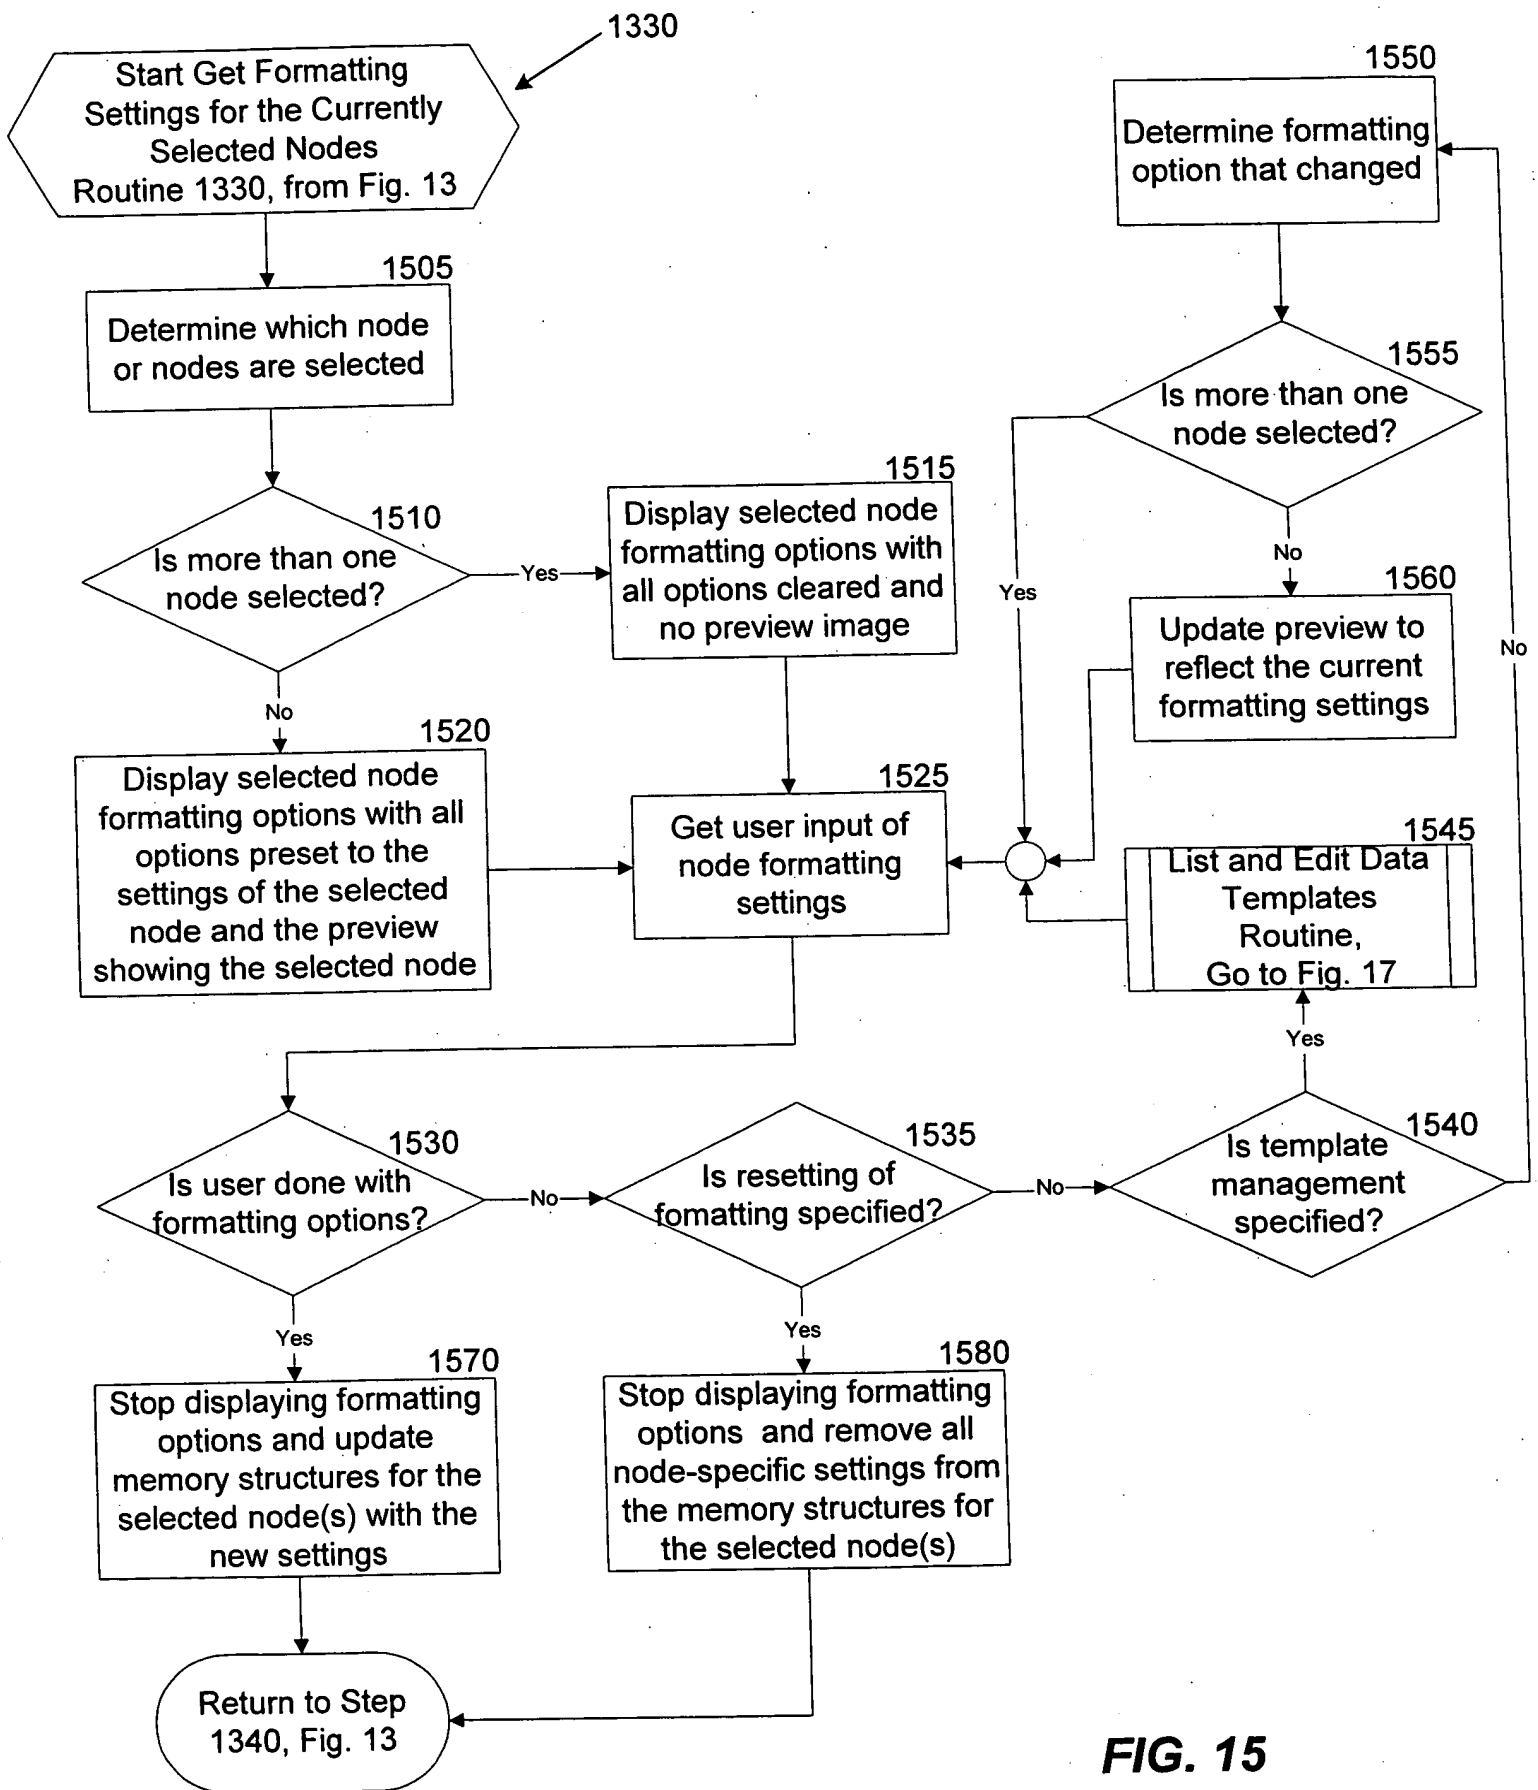 1330
Start Get Formatting
Settings for the Currently
Selected Nodes
Routine 1330, from Fig. 13
1505
Determine which node
or nodes are selected
1510
Is more than one
node selected?
Yes
No
1515
Display selected node
formatting options with
all options cleared and
no preview image
1520
Display selected node
formatting options with all
options preset to the
settings of the selected
node and the preview
showing the selected node
1525
Get user input of
node formatting
settings
1530
Is user done with
formatting options?
No
Yes
1535
Is resetting of
fomatting specified?
No
Yes
1540
Is template
management
specified?
Yes
No
1545
List and Edit Data
Templates
Routine,
Go to Fig. 17
1550
Determine formatting
option that changed
1555
Is more than one
node selected?
Yes
No
1560
Update preview to
reflect the current
formatting settings
1570
Stop displaying formatting
options and update
memory structures for the
selected node(s) with the
new settings
1580
Stop displaying formatting
options and remove all
node-specific settings from
the memory structures for
the selected node(s)
Return to Step
1340, Fig. 13
FIG. 15